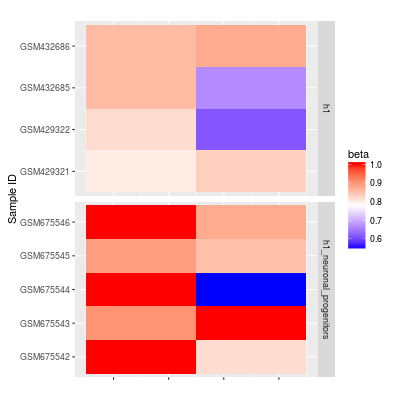 GSM432686
GSM432685
GSM429322
GSM429321
h1
Sample ID
GSM675546
GSM675545
GSM675544
GSM675543
GSM675542
h1_neuronal_progenitors
beta
1.0
0.9
0.8
0.7
0.6